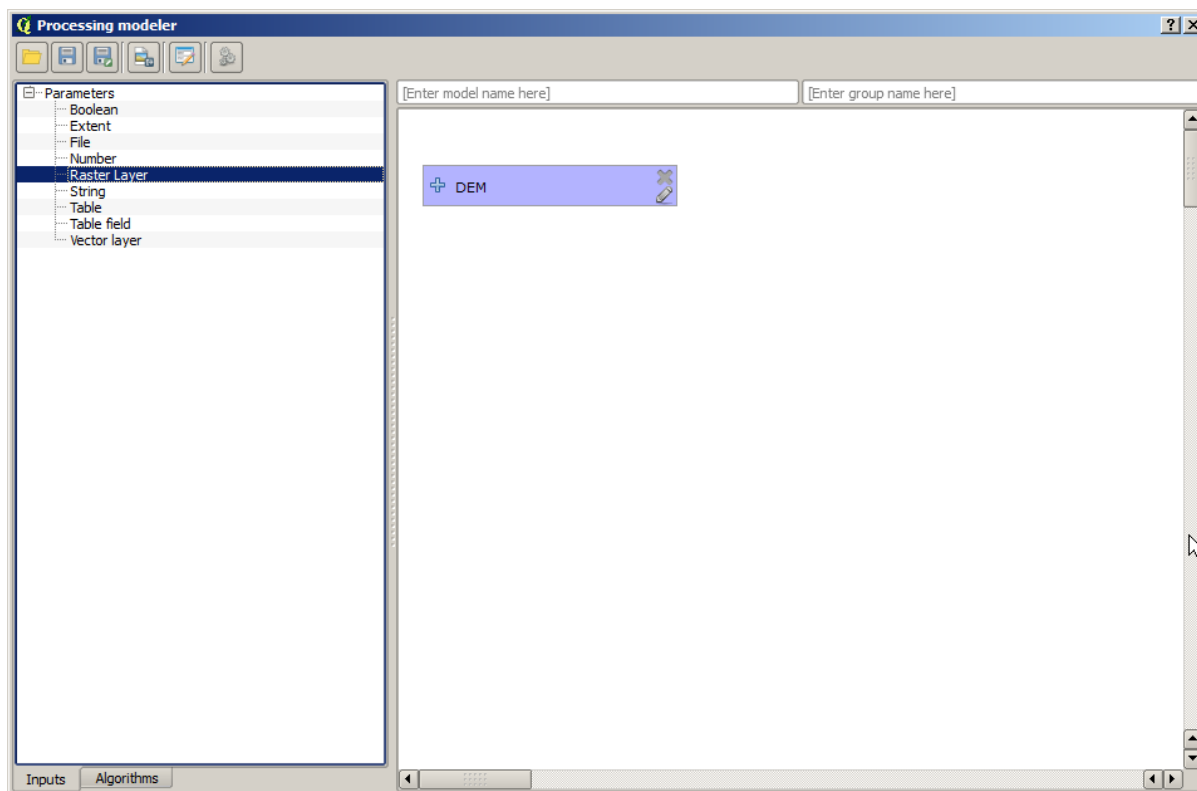 Processing modeler
Parameters
Boolean
Extent
File
Number
Raster Layer
String
Table
Table field
Vector layer
[Enter model name here]
[Enter group name here]
DEM
Inputs
Algorithms